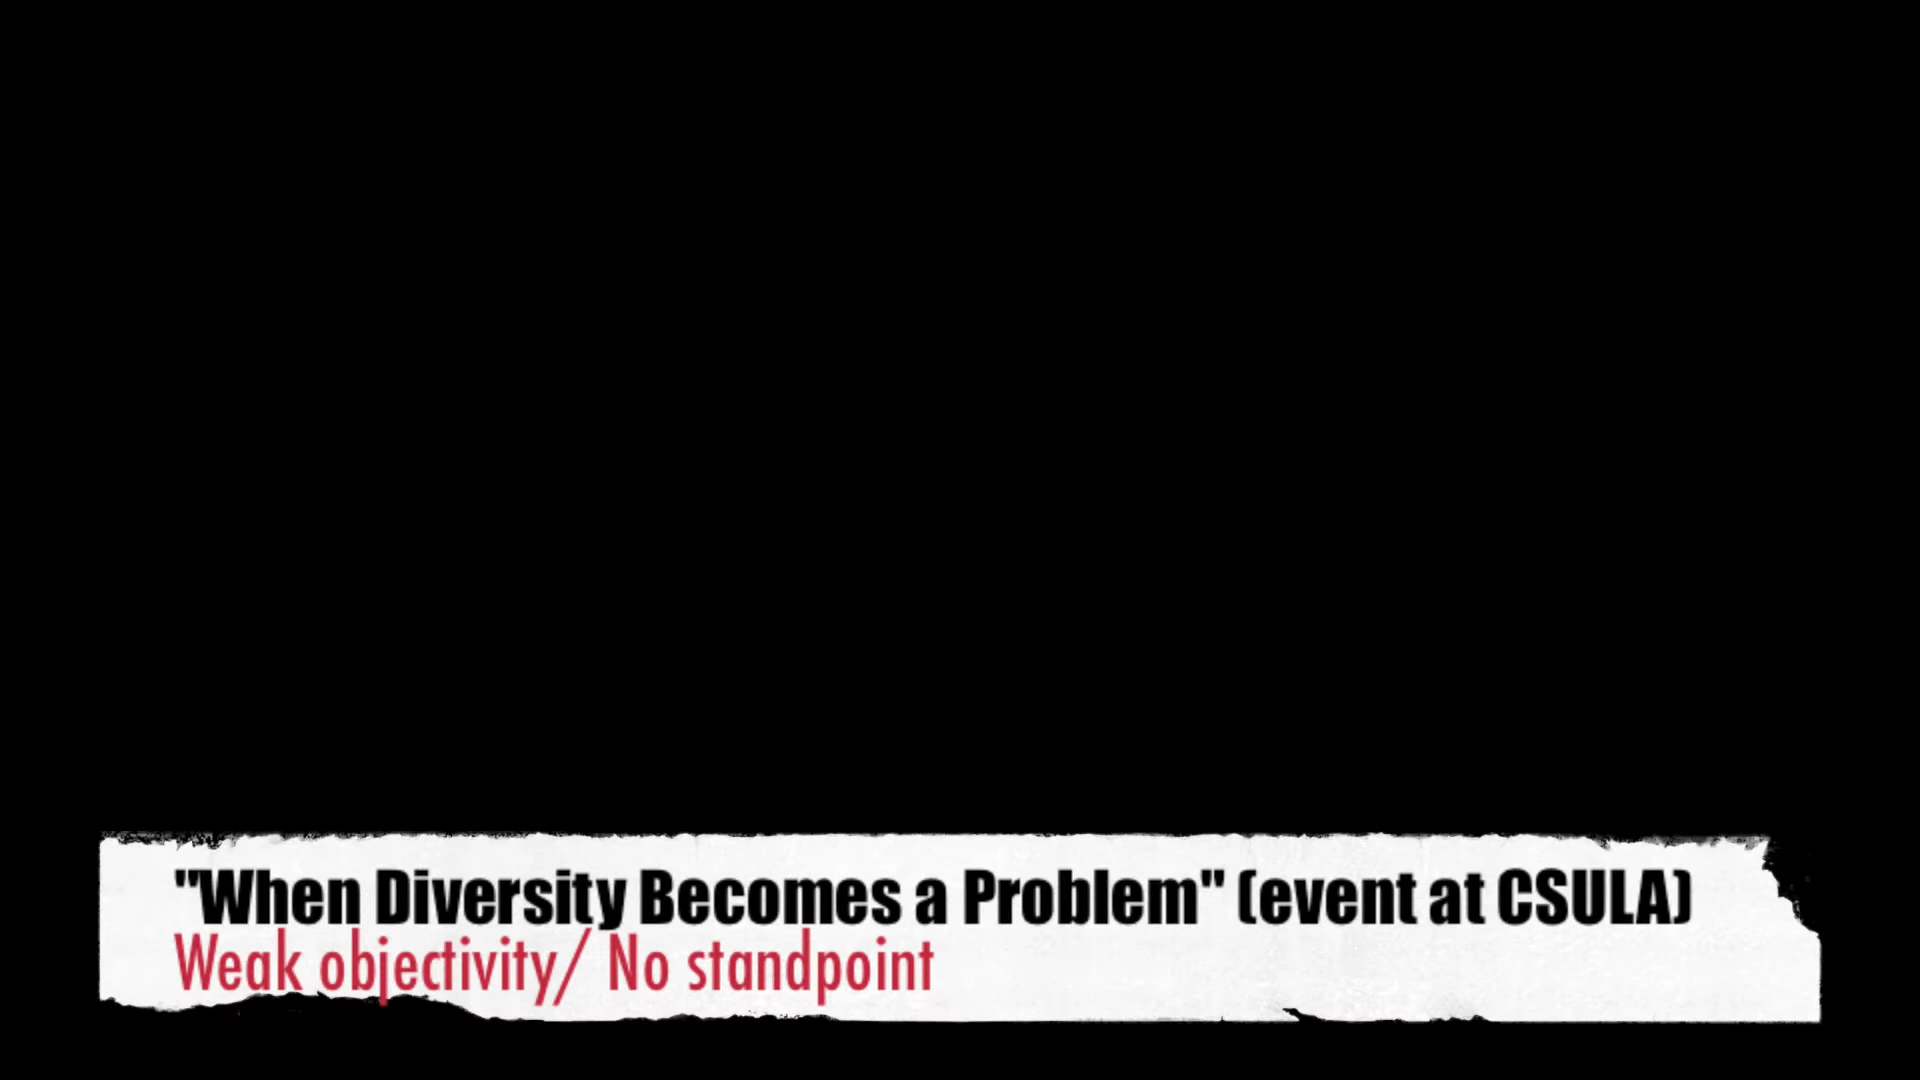 "When Diversity Becomes a Problem" (event at CSULA)
Weak objectivity/ No standpoint